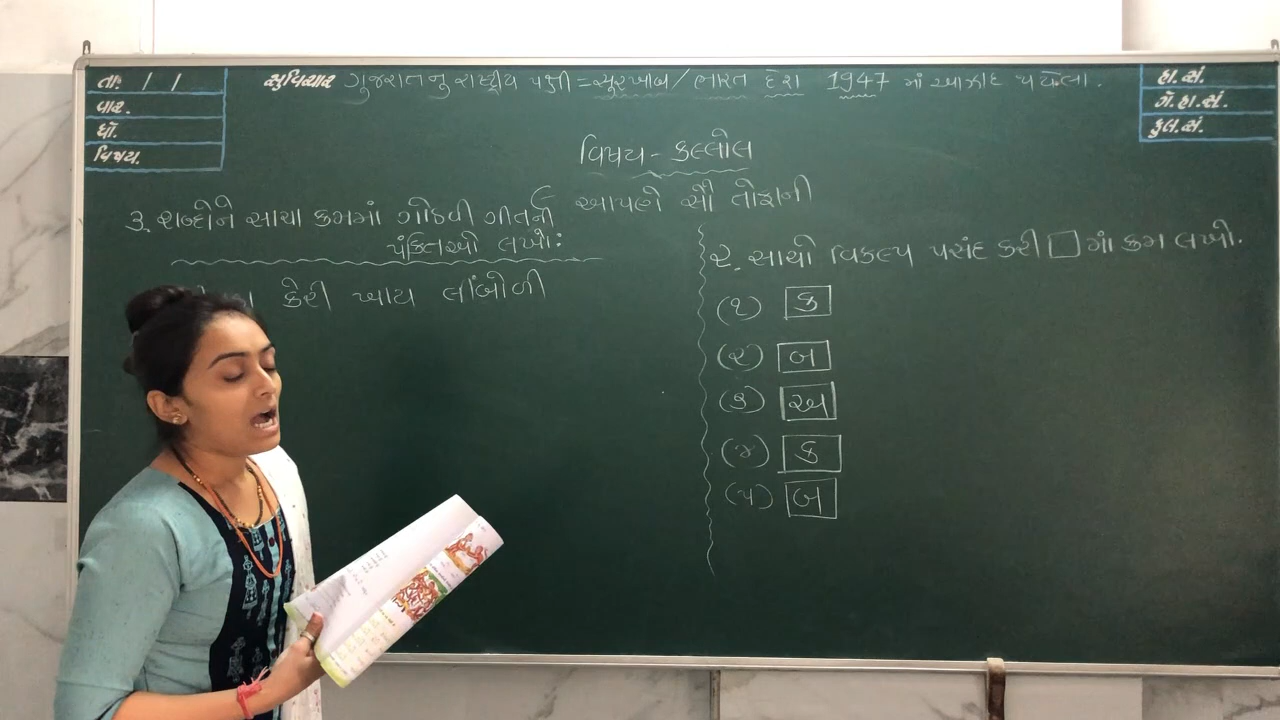 તા: / /
વાર.
ધો.
વિષય.
સુવિચાર ગુજરાતનુ રાષ્ટ્રીય પક્ષી = સુરખાબ / ભારત દેશ 1947 માં આઝાદ થયેલા.
હા.સં.
ગે.હા.સં.
કુલ.સં.
વિષય - કલ્લોલ
આપણે સૌ તોફાની
૩. શબ્દોને સાચા ક્રમમાં ગોઠવી ગીતની
પંક્તિઓ લખો:
કેરી ખાય લીંબોળી
૨. સાચો વિકલ્પ પસંદ કરી □ માં ક્રમ લખો.
(૧) ક
(૨) બ
(૩) અ
(૪) ક
(૫) બ